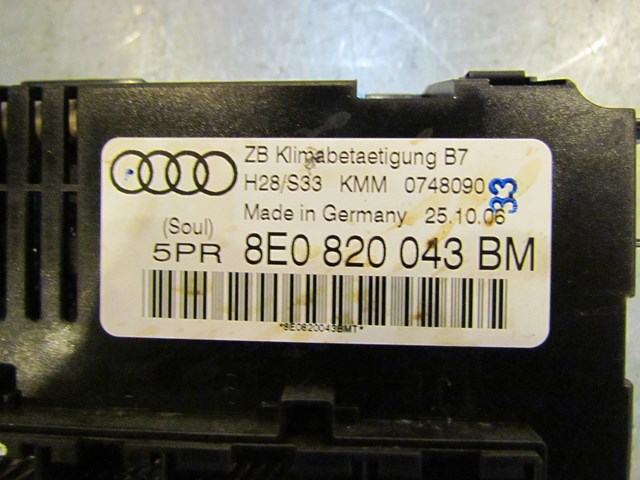 ZB Klimabetaetigung B7
H28/S33 KMM 0748090
33
Made in Germany 25.10.06
(Soul)
5PR 8E0 820 043 BM
*8E0820043BMT*